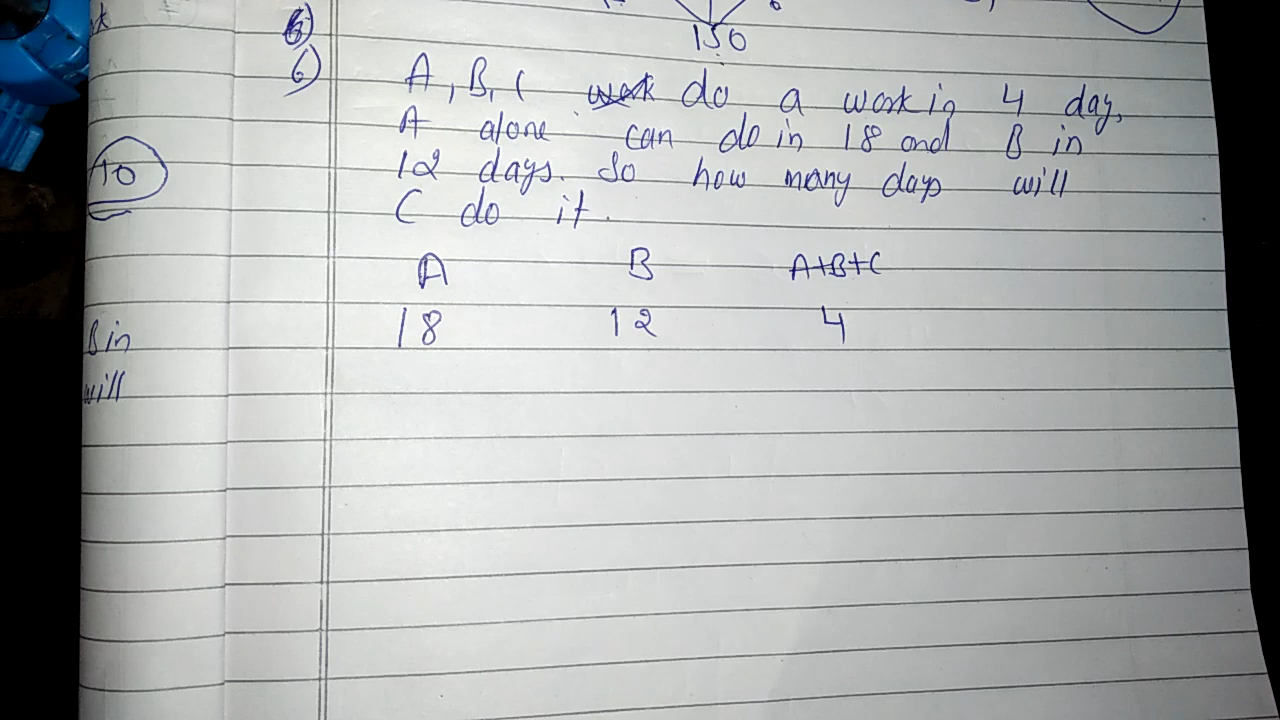 150
5)
6) A, B, C do a work in 4 day,
A alone can do in 18 and B in
12 days. So how many days will
C do it.
A B A+B+C
18 12 4
10
B in
will